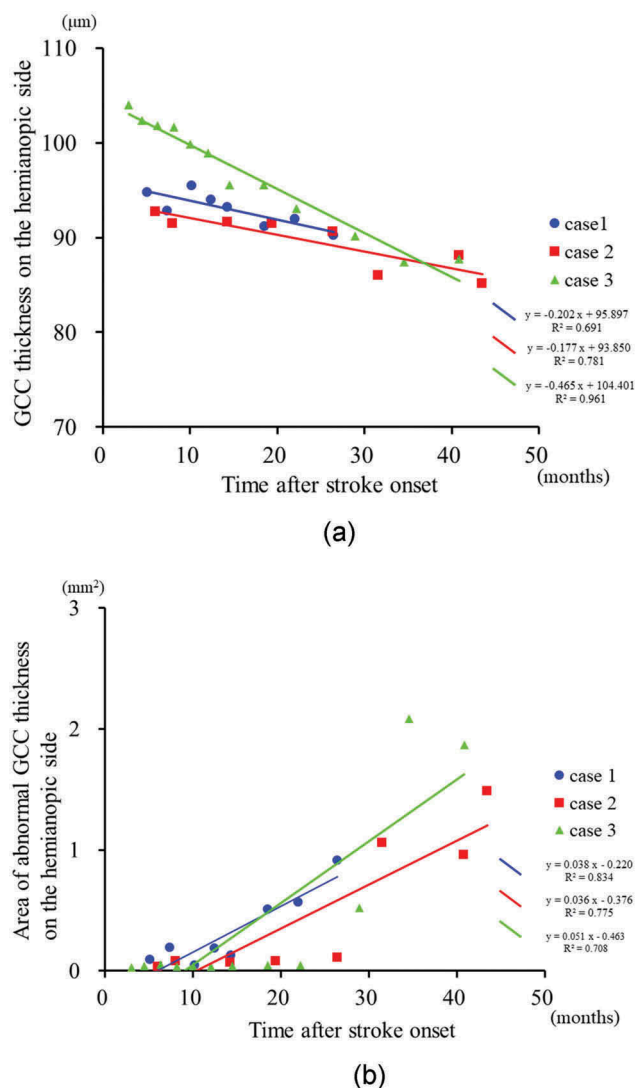 (μm)
110
100
90
80
70
GCC thickness on the hemianopic side
case1
case 2
case 3
y = -0.202 x + 95.897
R² = 0.691
y = -0.177 x + 93.850
R² = 0.781
y = -0.465 x + 104.401
R² = 0.961
0 10 20 30 40 50
(months)
Time after stroke onset
(a)
(mm²)
3
2
1
0
Area of abnormal GCC thickness
on the hemianopic side
case 1
case 2
case 3
y = 0.038 x - 0.220
R² = 0.834
y = 0.036 x - 0.376
R² = 0.775
y = 0.051 x - 0.463
R² = 0.708
0 10 20 30 40 50
(months)
Time after stroke onset
(b)